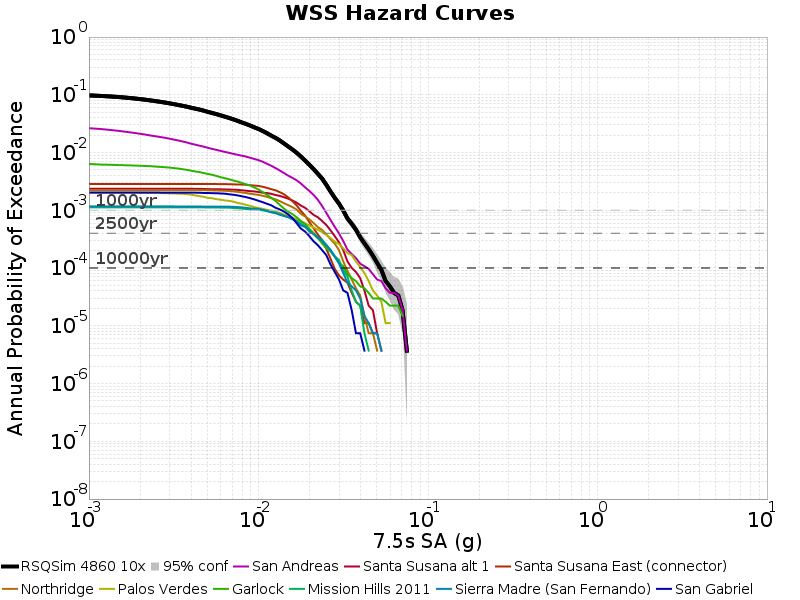 WSS Hazard Curves
Annual Probability of Exceedance
10^0
10^-1
10^-2
10^-3
10^-4
10^-5
10^-6
10^-7
10^-8
1000yr
2500yr
10000yr
10^-3 10^-2 10^-1 10^0 10^1
7.5s SA (g)
RSQSim 4860 10x 95% conf San Andreas Santa Susana alt 1 Santa Susana East (connector)
Northridge Palos Verdes Garlock Mission Hills 2011 Sierra Madre (San Fernando) San Gabriel